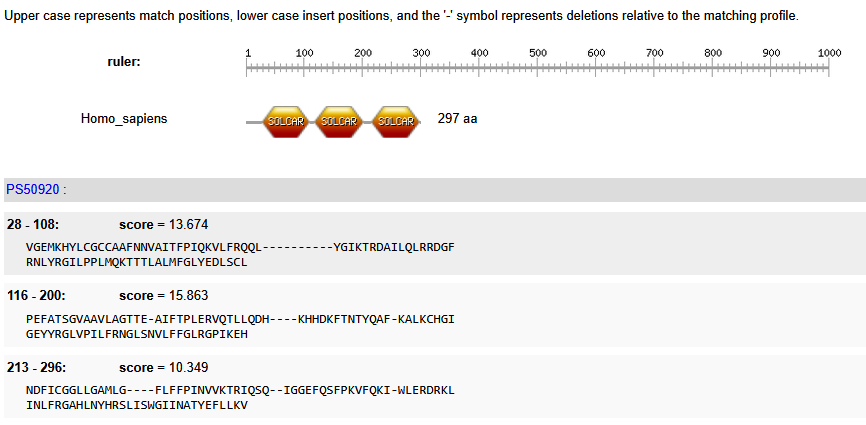 Upper case represents match positions, lower case insert positions, and the '-' symbol represents deletions relative to the matching profile.
ruler:
1 100 200 300 400 500 600 700 800 900 1000
Homo_sapiens SOLCAR SOLCAR SOLCAR 297 aa
PS50920 :
28 - 108: score = 13.674
VGEMKHYLCGCCAAFNNVAITFPIQKVLFRQQL----------YGIKTRDAILQLRRDGF
RNLYRGILPPLMQKTTTLALMFGLYEDLSCL
116 - 200: score = 15.863
PEFATSGVAAVLAGTTE-AIFTPLERVQTLLQDH----KHHDKFTNTYQAF-KALKCHGI
GEYYRGLVPILFRNGLSNVLFFGLRGPIKEH
213 - 296: score = 10.349
NDFICGGLLGAMLG----FLFFPINVVKTRIQSQ--IGGEFQSFPKVFQKI-WLERDRKL
INLFRGAHLNYHRSLISWGIINATYEFLLKV